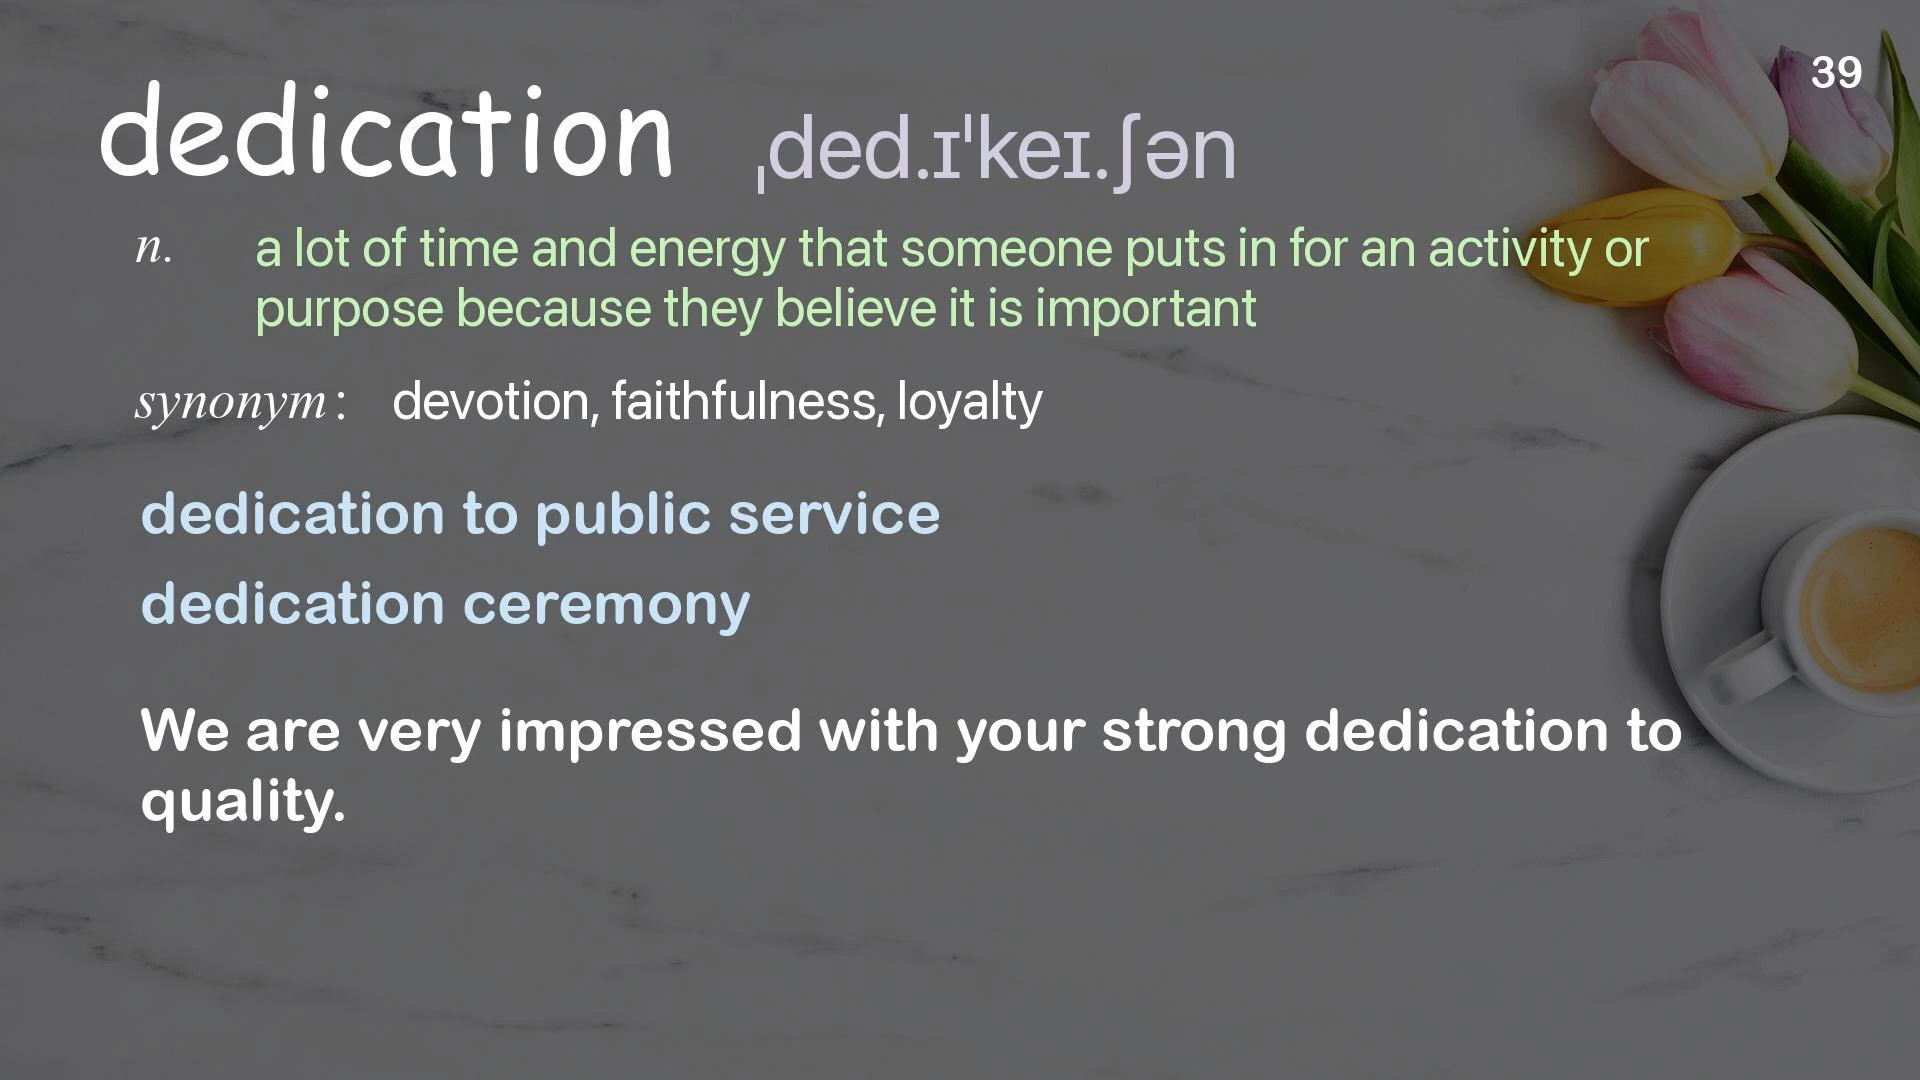 39
dedication ˌded.ɪˈkeɪ.ʃən
n. a lot of time and energy that someone puts in for an activity or
purpose because they believe it is important
synonym : devotion, faithfulness, loyalty
dedication to public service
dedication ceremony
We are very impressed with your strong dedication to
quality.